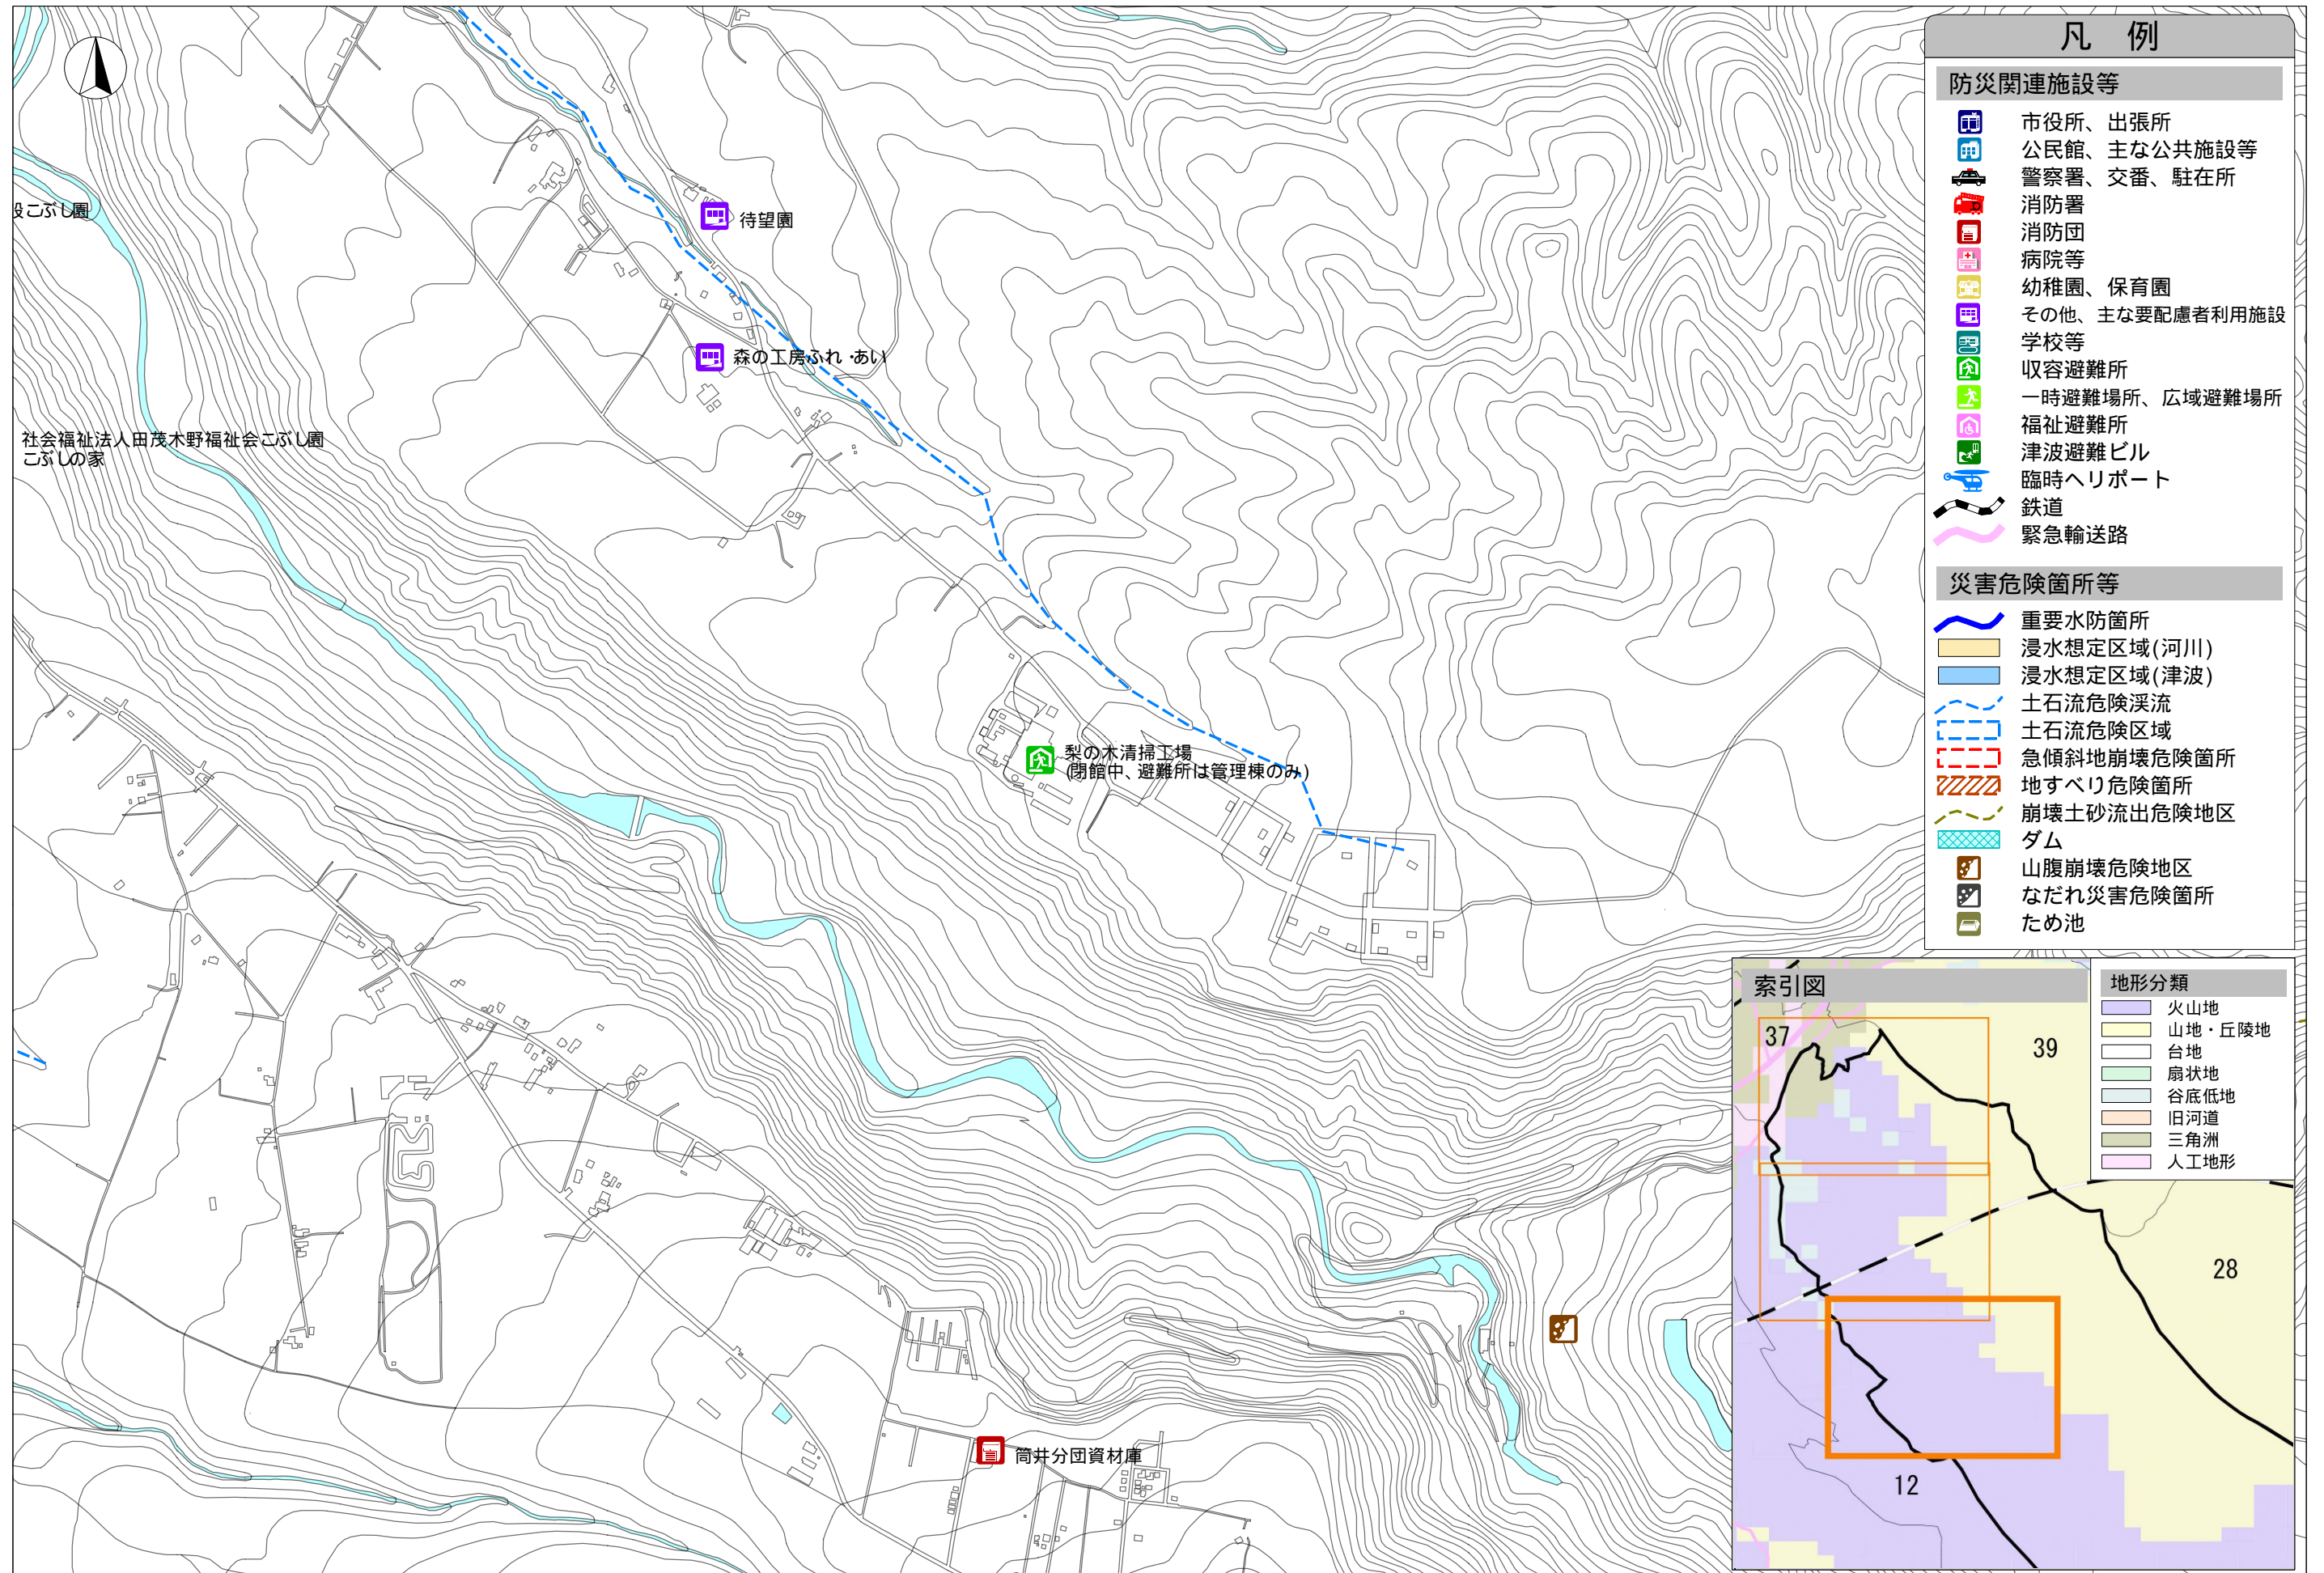 待望園
森の工房ふれ・あい
設こぶし園
社会福祉法人田茂木野福祉会こぶし園
こぶしの家
梨の木清掃工場
(閉館中、避難所は管理棟のみ)
筒井分団資材庫
凡 例
防災関連施設等
市役所、出張所
公民館、主な公共施設等
警察署、交番、駐在所
消防署
消防団
病院等
幼稚園、保育園
その他、主な要配慮者利用施設
学校等
収容避難所
一時避難場所、広域避難場所
福祉避難所
津波避難ビル
臨時ヘリポート
鉄道
緊急輸送路
災害危険箇所等
重要水防箇所
浸水想定区域(河川)
浸水想定区域(津波)
土石流危険渓流
土石流危険区域
急傾斜地崩壊危険箇所
地すべり危険箇所
崩壊土砂流出危険地区
ダム
山腹崩壊危険地区
なだれ災害危険箇所
ため池
索引図
37
39
28
12
地形分類
火山地
山地・丘陵地
台地
扇状地
谷底低地
旧河道
三角洲
人工地形